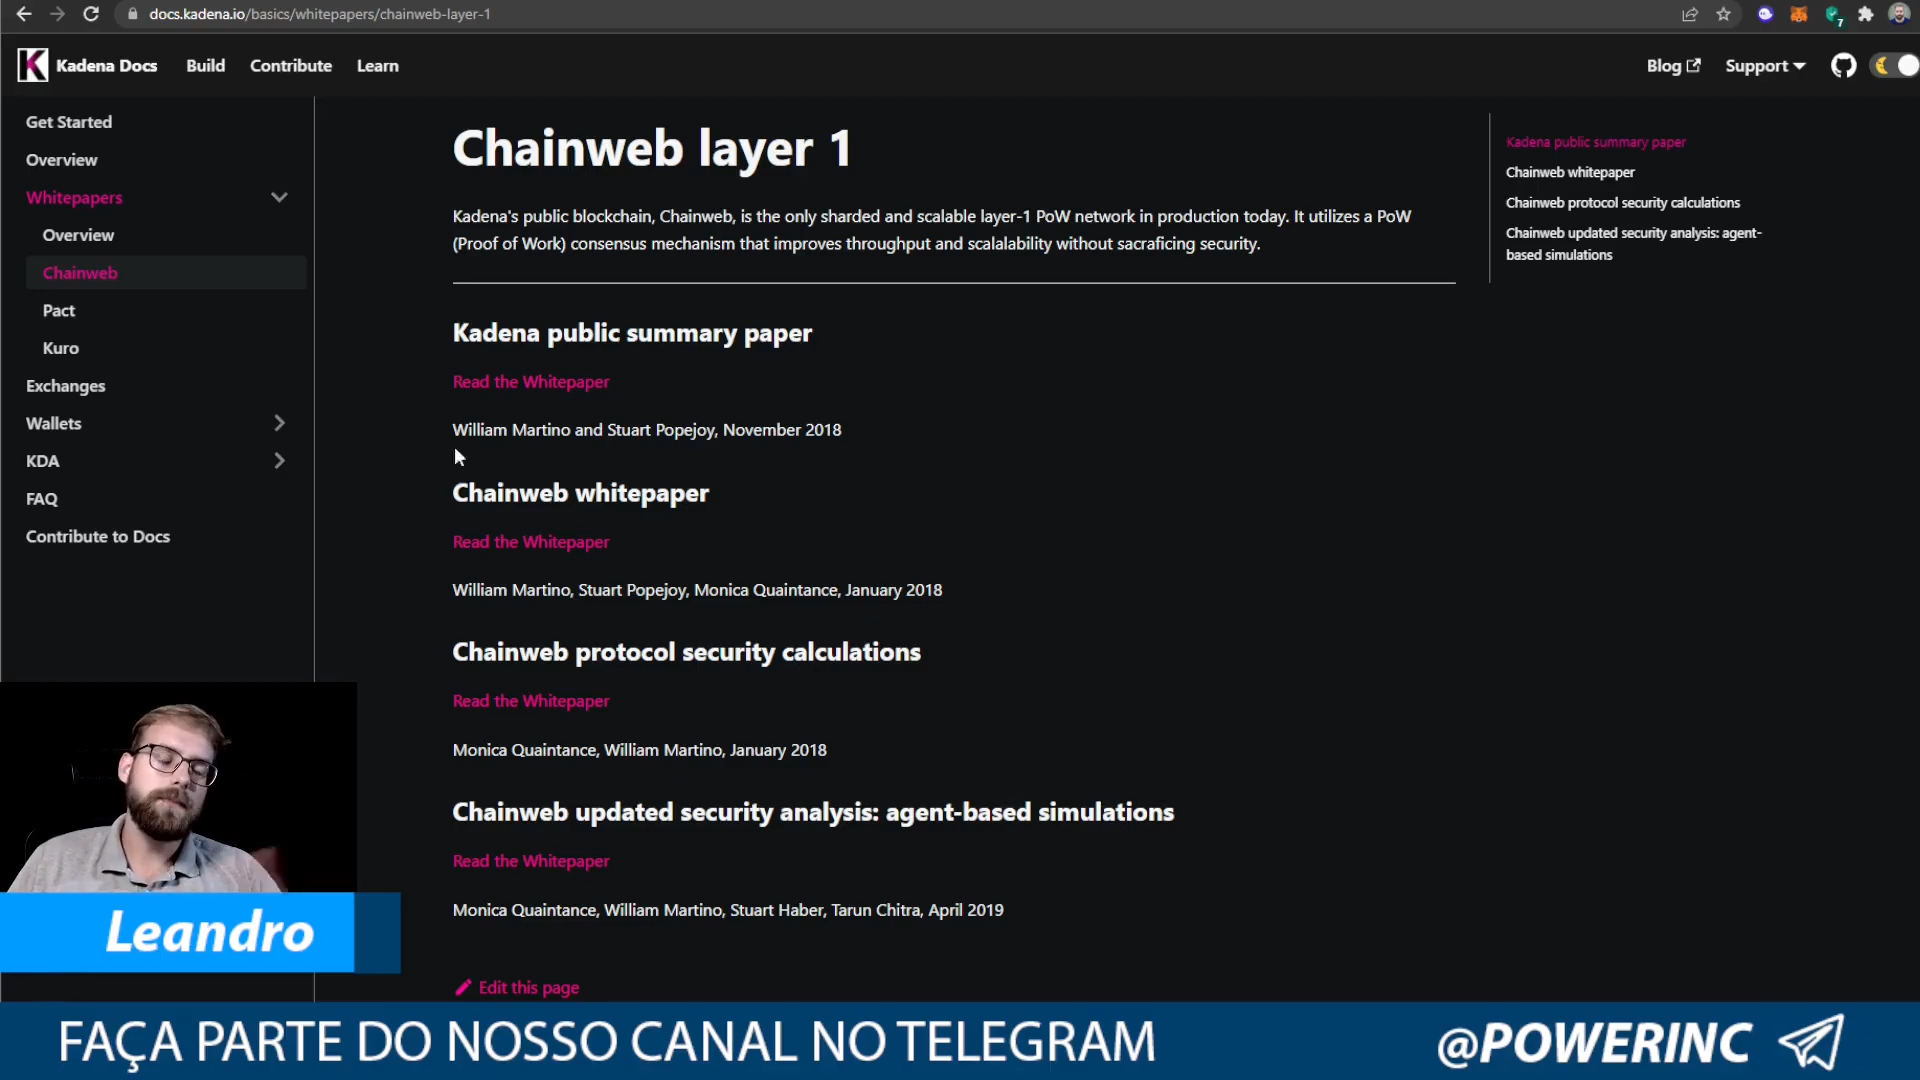 docs.kadena.io/basics/whitepapers/chainweb-layer-1
7
Kadena Docs
Build
Contribute
Learn
Blog
Support
Get Started
Overview
Whitepapers
Overview
Chainweb
Pact
Kuro
Exchanges
Wallets
KDA
FAQ
Contribute to Docs
Chainweb layer 1
Kadena's public blockchain, Chainweb, is the only sharded and scalable layer-1 PoW network in production today. It utilizes a PoW
(Proof of Work) consensus mechanism that improves throughput and scalalability without sacraficing security.
Kadena public summary paper
Read the Whitepaper
William Martino and Stuart Popejoy, November 2018
Chainweb whitepaper
Read the Whitepaper
William Martino, Stuart Popejoy, Monica Quaintance, January 2018
Chainweb protocol security calculations
Read the Whitepaper
Monica Quaintance, William Martino, January 2018
Chainweb updated security analysis: agent-based simulations
Read the Whitepaper
Monica Quaintance, William Martino, Stuart Haber, Tarun Chitra, April 2019
Edit this page
Kadena public summary paper
Chainweb whitepaper
Chainweb protocol security calculations
Chainweb updated security analysis: agent-
based simulations
Leandro
FAÇA PARTE DO NOSSO CANAL NO TELEGRAM
@POWERINC